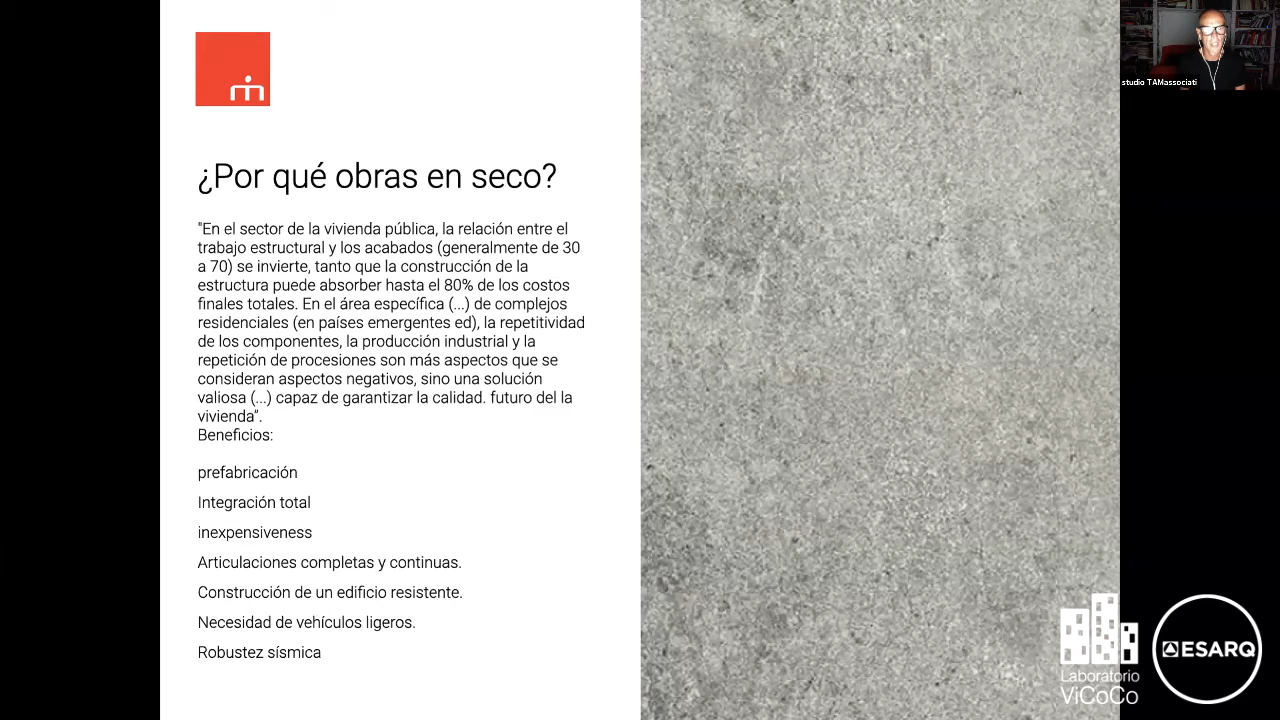 ¿Por qué obras en seco?
"En el sector de la vivienda pública, la relación entre el
trabajo estructural y los acabados (generalmente de 30
a 70) se invierte, tanto que la construcción de la
estructura puede absorber hasta el 80% de los costos
finales totales. En el área específica (...) de complejos
residenciales (en países emergentes ed), la repetitividad
de los componentes, la producción industrial y la
repetición de procesiones son más aspectos que se
consideran aspectos negativos, sino una solución
valiosa (...) capaz de garantizar la calidad. futuro del la
vivienda”.
Beneficios:
prefabricación
Integración total
inexpensiveness
Articulaciones completas y continuas.
Construcción de un edificio resistente.
Necesidad de vehículos ligeros.
Robustez sísmica
studio TAMassociati
Laboratorio
ViCoCo
ESARQ